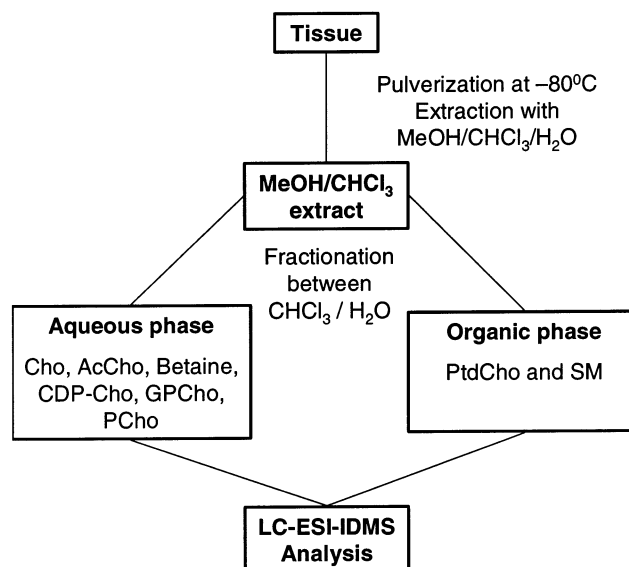 Tissue
Pulverization at –80⁰C
Extraction with
MeOH/CHCl₃/H₂O
MeOH/CHCl₃
extract
Fractionation
between
CHCl₃ / H₂O
Aqueous phase
Cho, AcCho, Betaine,
CDP-Cho, GPCho,
PCho
Organic phase
PtdCho and SM
LC-ESI-IDMS
Analysis